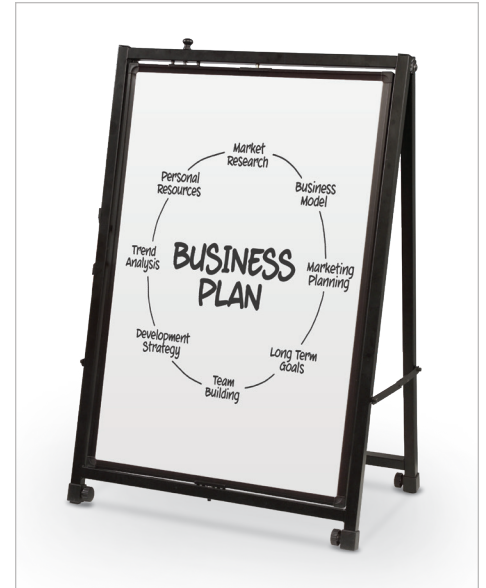 Market
Research
Business
Model
Marketing
Planning
Long Term
Goals
Team
Building
Development
Strategy
Trend
Analysis
Personal
Resources
BUSINESS
PLAN